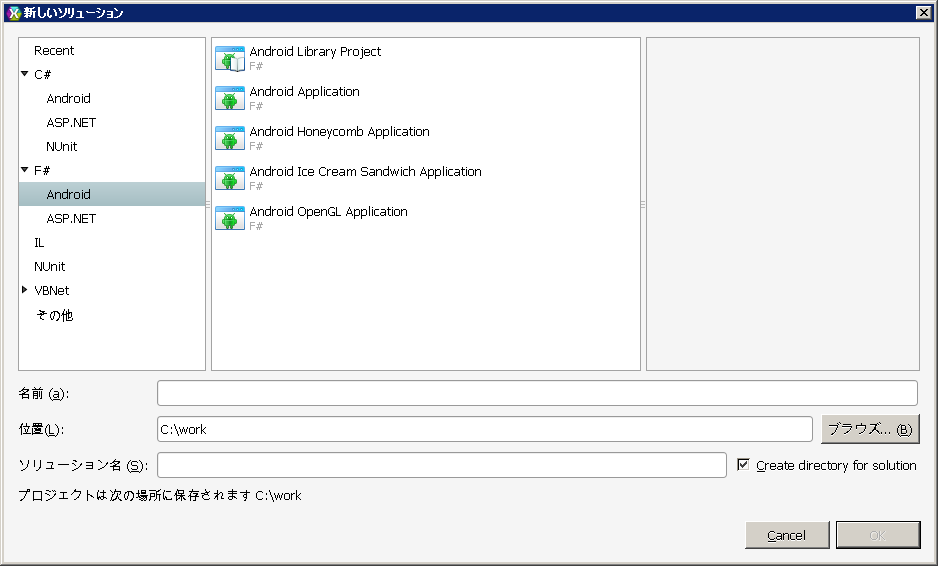 新しいソリューション
Recent
C#
Android
ASP.NET
NUnit
F#
Android
ASP.NET
IL
NUnit
VBNet
その他
Android Library Project
F#
Android Application
F#
Android Honeycomb Application
F#
Android Ice Cream Sandwich Application
F#
Android OpenGL Application
F#
名前 (a):
位置(L): C:\work ブラウズ... (B)
ソリューション名 (S): Create directory for solution
プロジェクトは次の場所に保存されます C:\work
Cancel OK